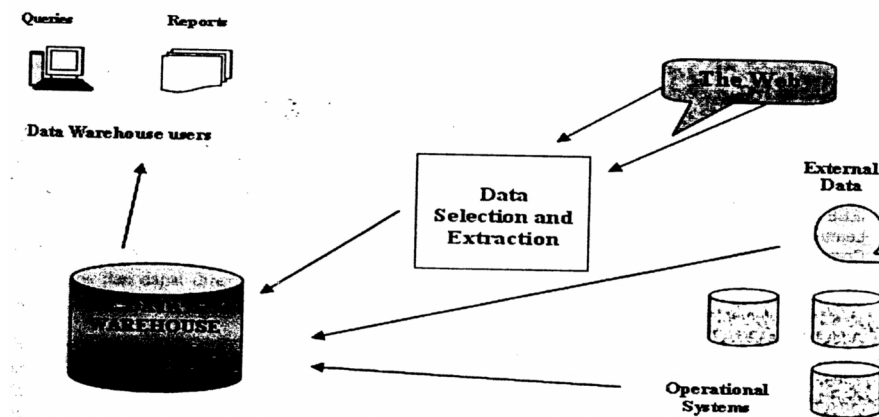 Queries
Reports
The Web
Data Warehouse users
External
Data
Data
Selection and
Extraction
WAREHOUSE
Operational
Systems